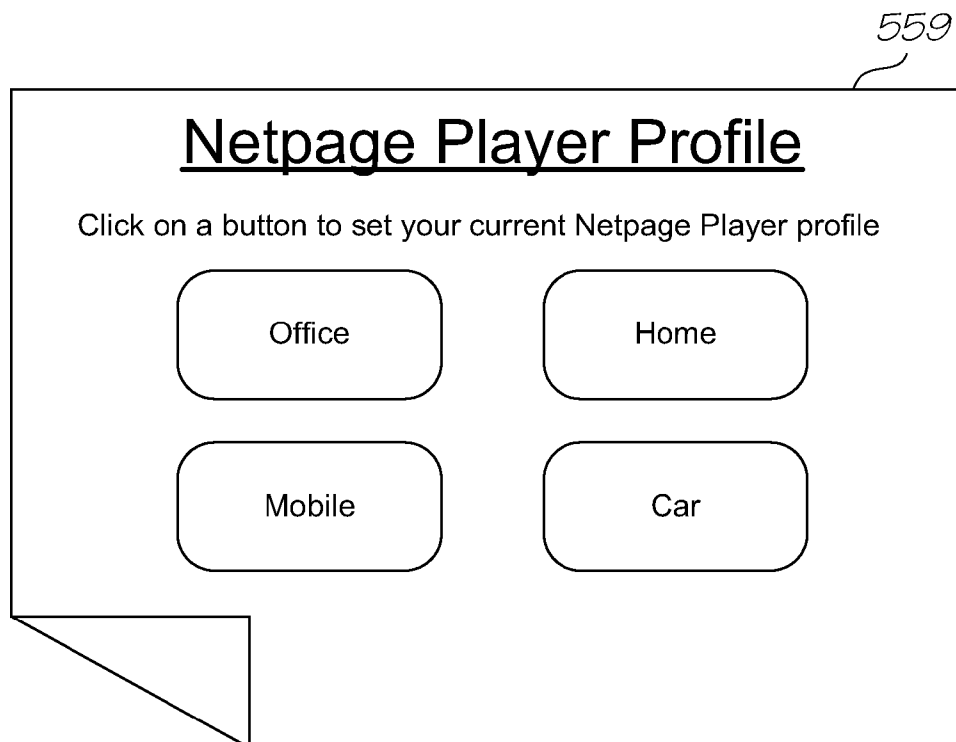 559
Netpage Player Profile
Click on a button to set your current Netpage Player profile
Office Home
Mobile Car